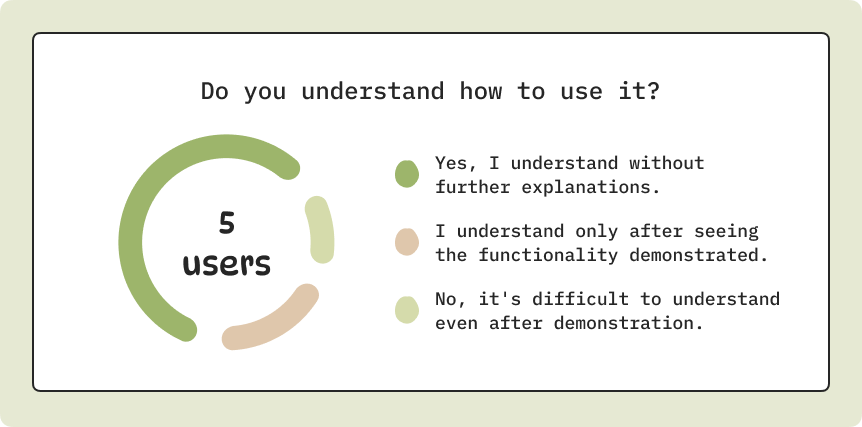 Do you understand how to use it?
5
users
Yes, I understand without
further explanations.
I understand only after seeing
the functionality demonstrated.
No, it's difficult to understand
even after demonstration.